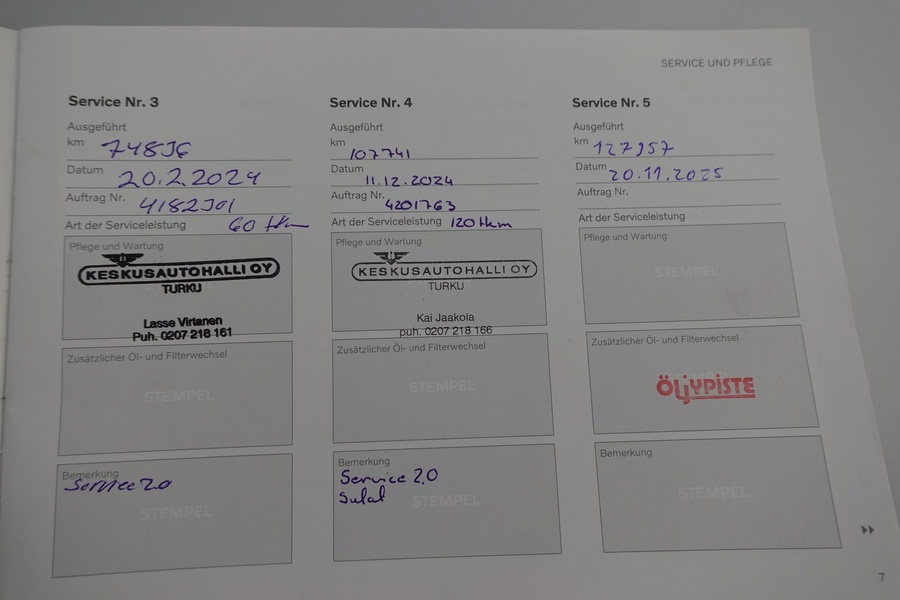 SERVICE UND PFLEGE
Service Nr. 3
Ausgeführt
km 74856
Datum 20.2.2024
Auftrag Nr. 4182301
Art der Serviceleistung 60 tkm
Pflege und Wartung
KESKUSAUTOHALLI OY
TURKU
Lasse Virtanen
Puh. 0207 218 161
Zusätzlicher Öl- und Filterwechsel
STEMPEL
Bemerkung
Service 2.0
STEMPEL
Service Nr. 4
Ausgeführt
km 107741
Datum 11.12.2024
Auftrag Nr. 4201763
Art der Serviceleistung 120 tkm
Pflege und Wartung
KESKUSAUTOHALLI OY
TURKU
Kai Jaakola
puh. 0207 218 166
Zusätzlicher Öl- und Filterwechsel
STEMPEL
Bemerkung
Service 2.0
Sulat
STEMPEL
Service Nr. 5
Ausgeführt
km 127957
Datum 20.11.2025
Auftrag Nr.
Art der Serviceleistung
Pflege und Wartung
STEMPEL
Zusätzlicher Öl- und Filterwechsel
ÖljYPiSTE
Bemerkung
STEMPEL
7